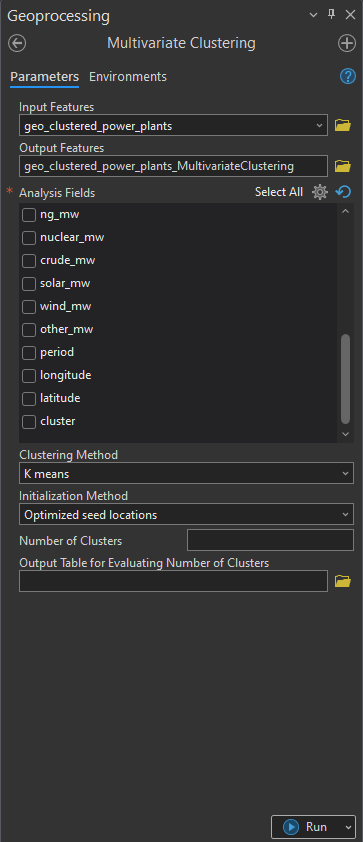 Geoprocessing
Multivariate Clustering
Parameters Environments
Input Features
geo_clustered_power_plants
Output Features
geo_clustered_power_plants_MultivariateClustering
* Analysis Fields Select All
ng_mw
nuclear_mw
crude_mw
solar_mw
wind_mw
other_mw
period
longitude
latitude
cluster
Clustering Method
K means
Initialization Method
Optimized seed locations
Number of Clusters
Output Table for Evaluating Number of Clusters
Run